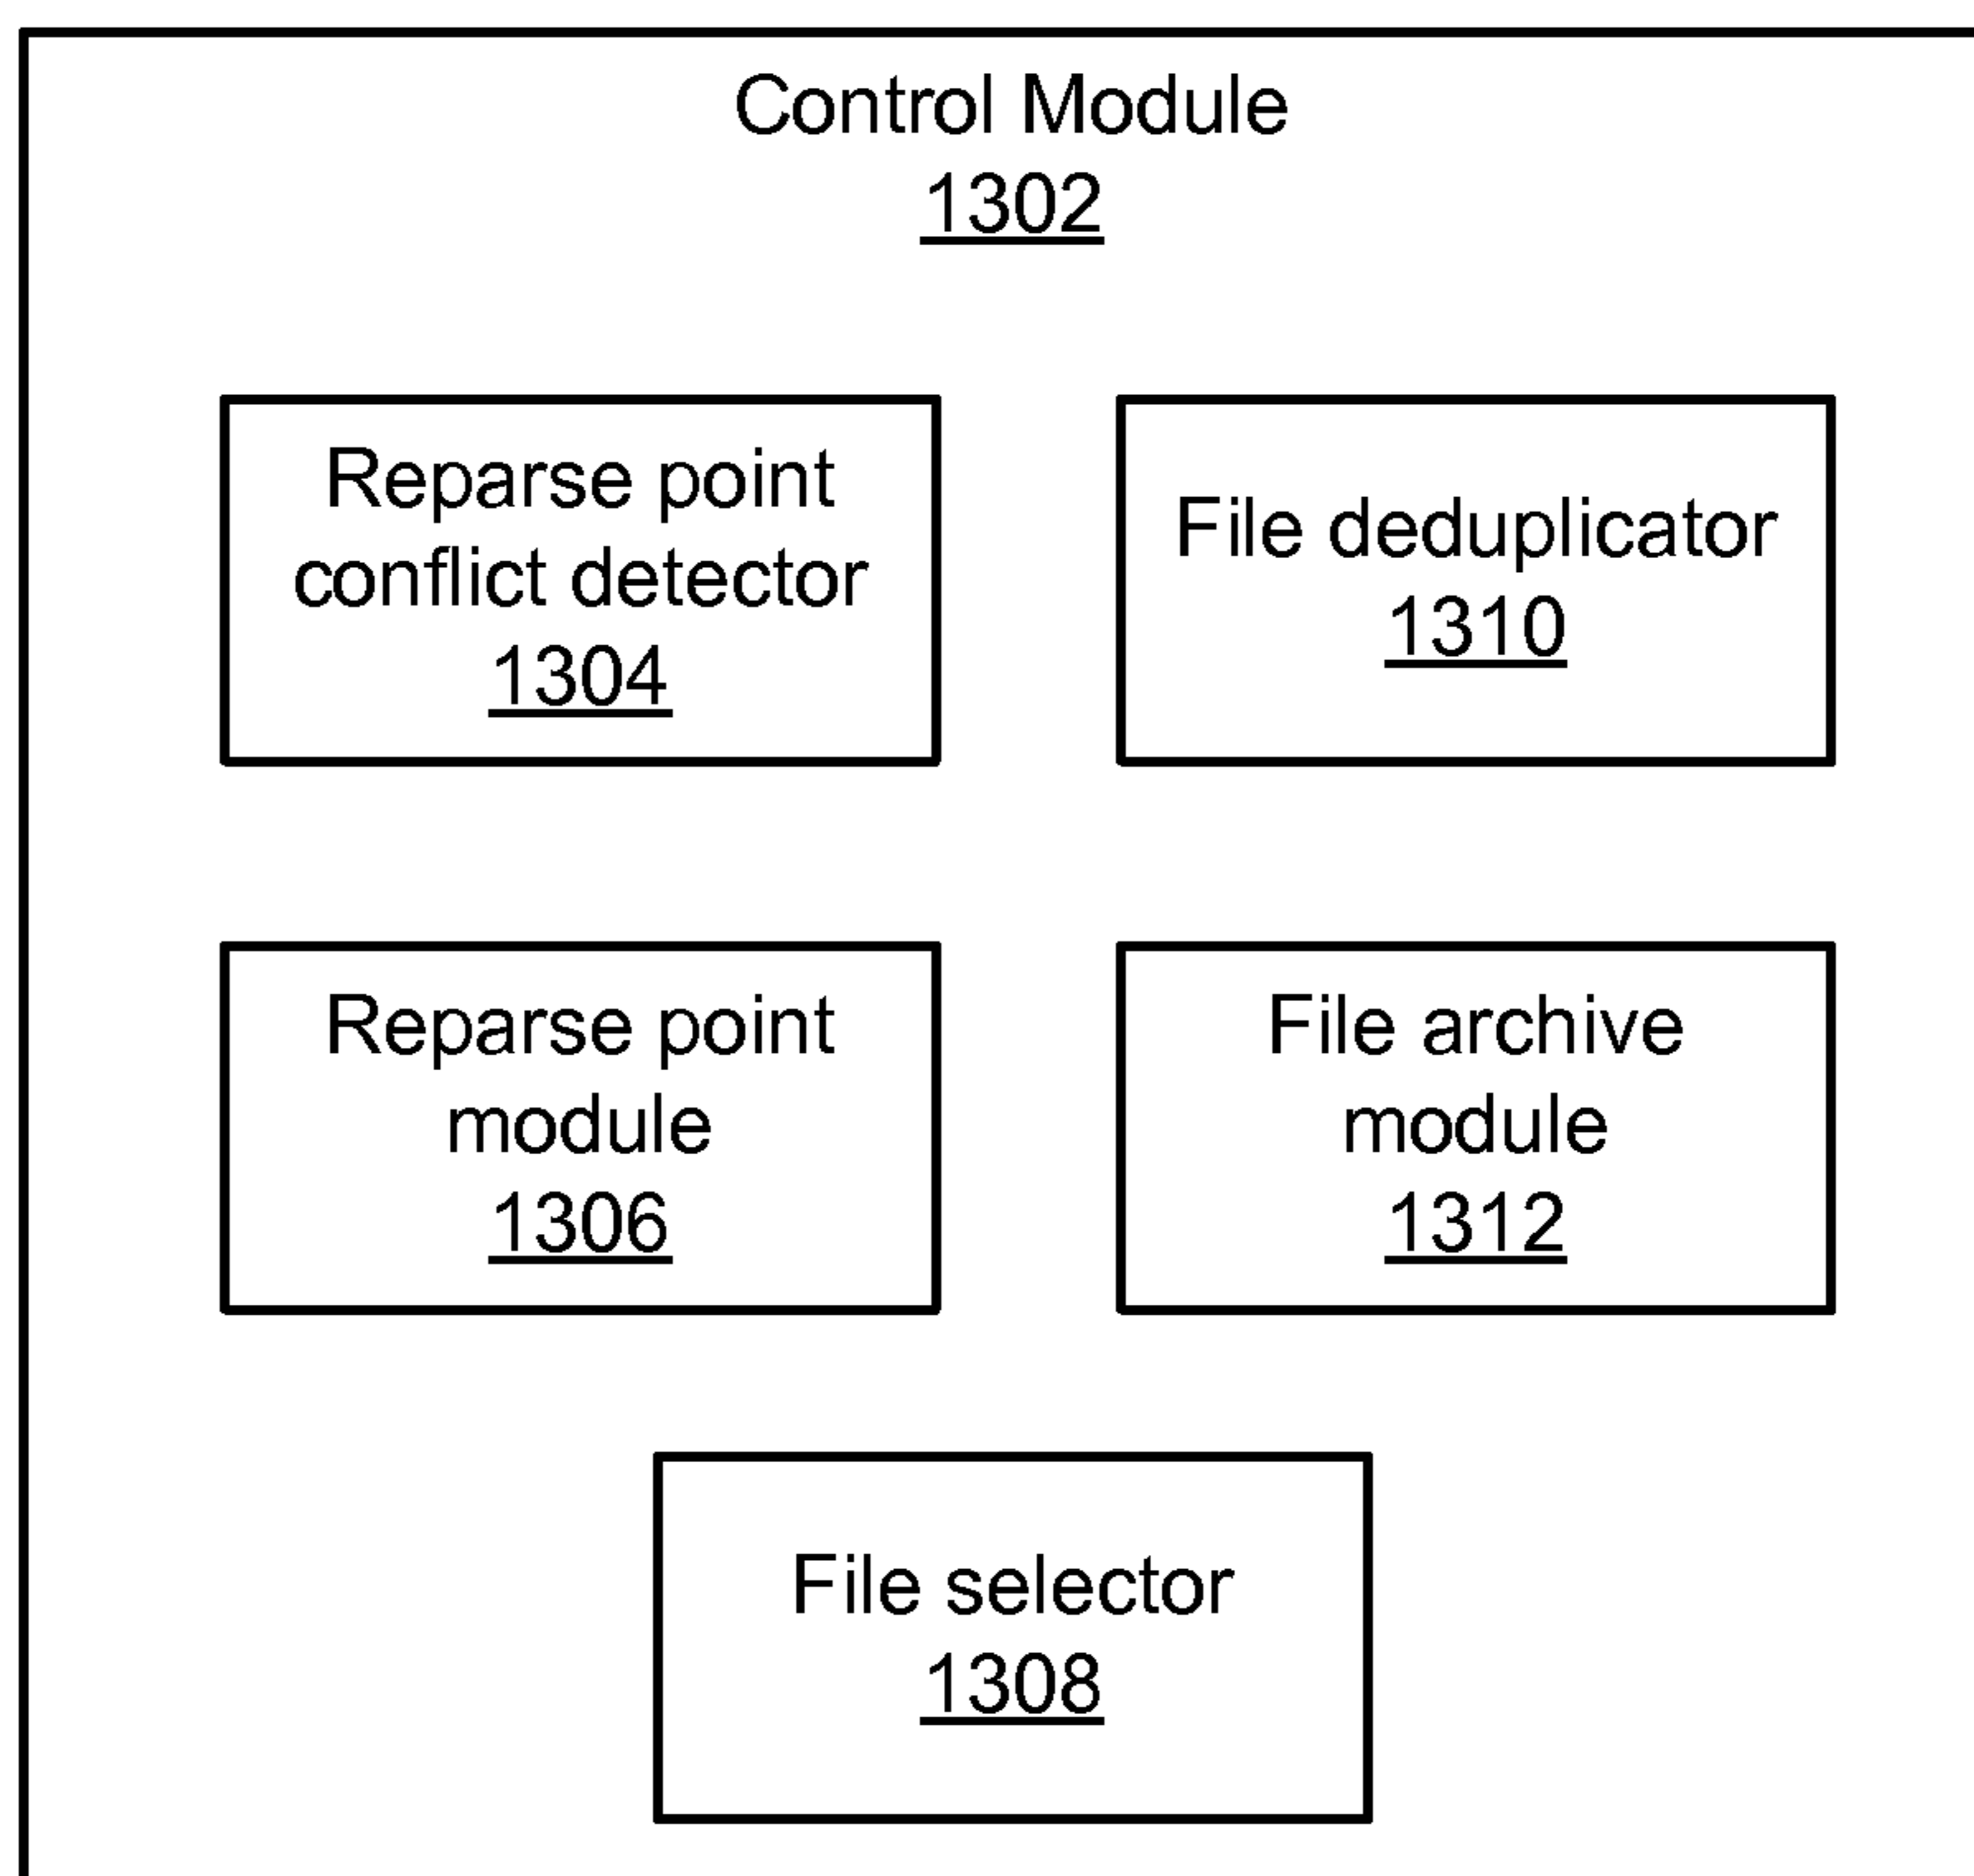 Control Module
1302
Reparse point
conflict detector
1304
File deduplicator
1310
Reparse point
module
1306
File archive
module
1312
File selector
1308